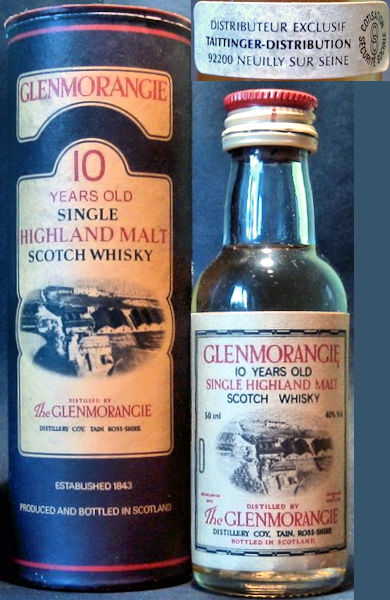 GLENMORANGIE
10
YEARS OLD
SINGLE
HIGHLAND MALT
SCOTCH WHISKY
DISTILLED BY
The GLENMORANGIE
DISTILLERY COY, TAIN, ROSS-SHIRE
ESTABLISHED 1843
PRODUCED AND BOTTLED IN SCOTLAND
DISTRIBUTEUR EXCLUSIF
TAITTINGER-DISTRIBUTION
92200 NEUILLY SUR SEINE
COTISATION
SÉCURITÉ SOCIALE
GLENMORANGIE
10 YEARS OLD
SINGLE HIGHLAND MALT
SCOTCH WHISKY
50 ml 40% Vol
DISTILLED BY
The GLENMORANGIE
DISTILLERY COY, TAIN, ROSS-SHIRE
BOTTLED IN SCOTLAND